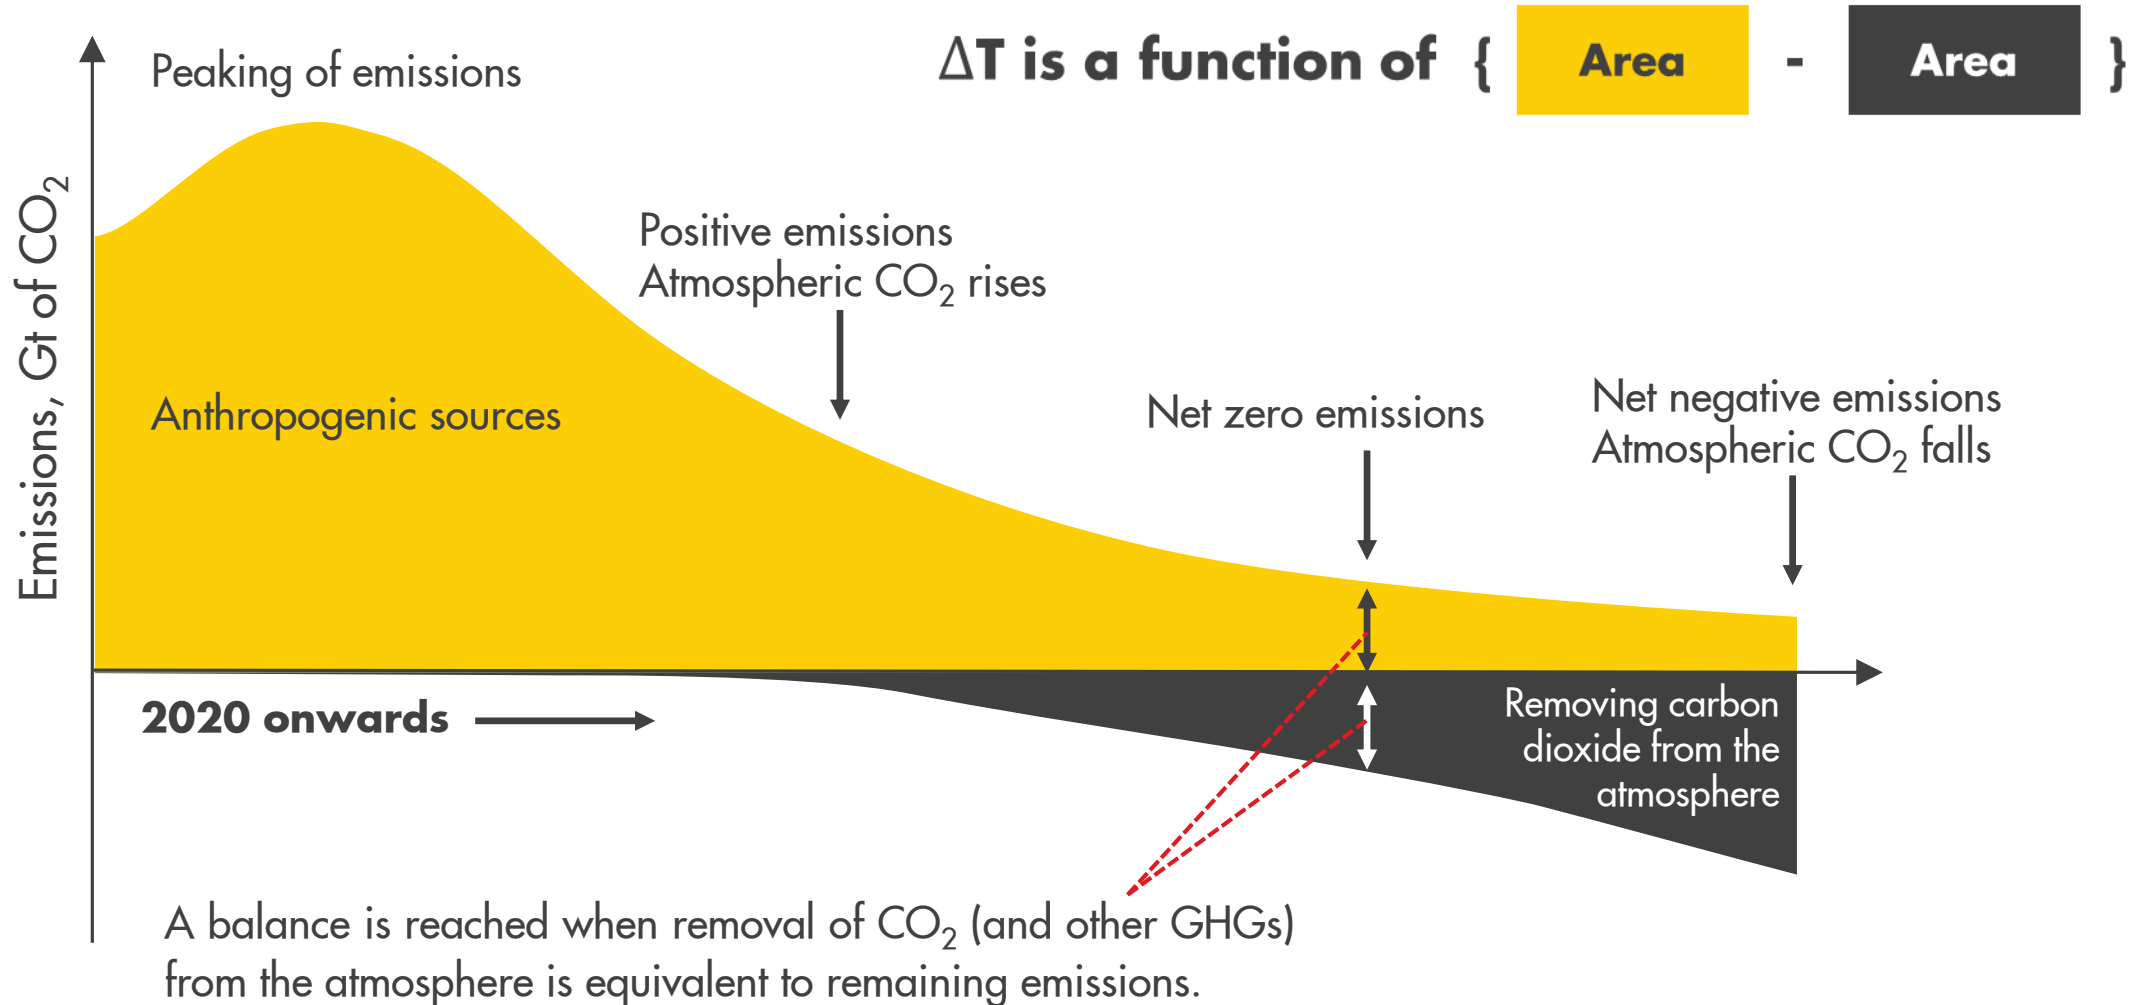 Peaking of emissions
ΔT is a function of { Area - Area }
Emissions, Gt of CO₂
Positive emissions
Atmospheric CO₂ rises
Anthropogenic sources
Net zero emissions
Net negative emissions
Atmospheric CO₂ falls
2020 onwards
Removing carbon
dioxide from the
atmosphere
A balance is reached when removal of CO₂ (and other GHGs)
from the atmosphere is equivalent to remaining emissions.